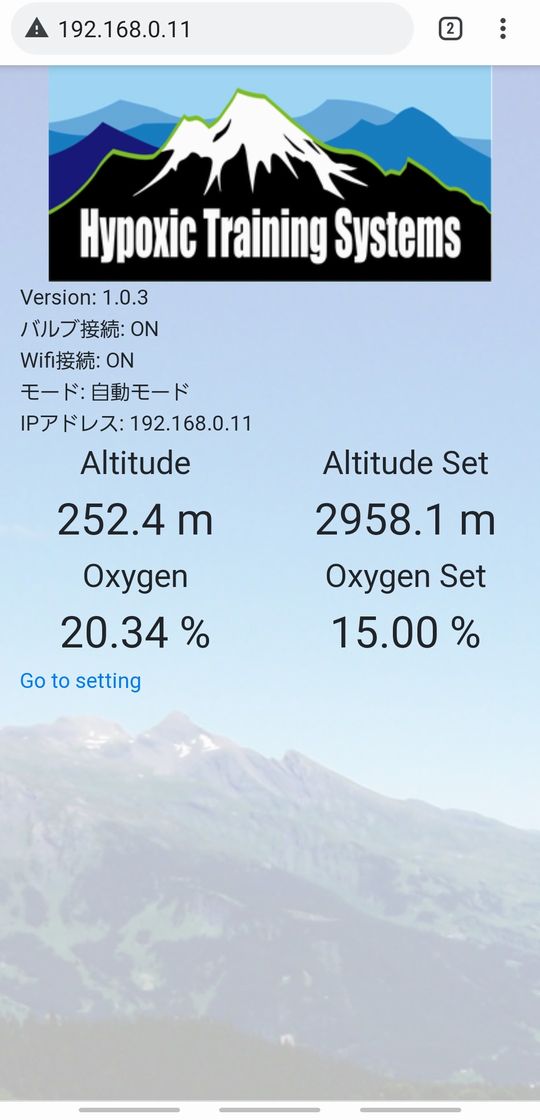 192.168.0.11
2
Hypoxic Training Systems
Version: 1.0.3
バルブ接続: ON
Wifi接続: ON
モード: 自動モード
IPアドレス: 192.168.0.11
Altitude Altitude Set
252.4 m 2958.1 m
Oxygen Oxygen Set
20.34 % 15.00 %
Go to setting